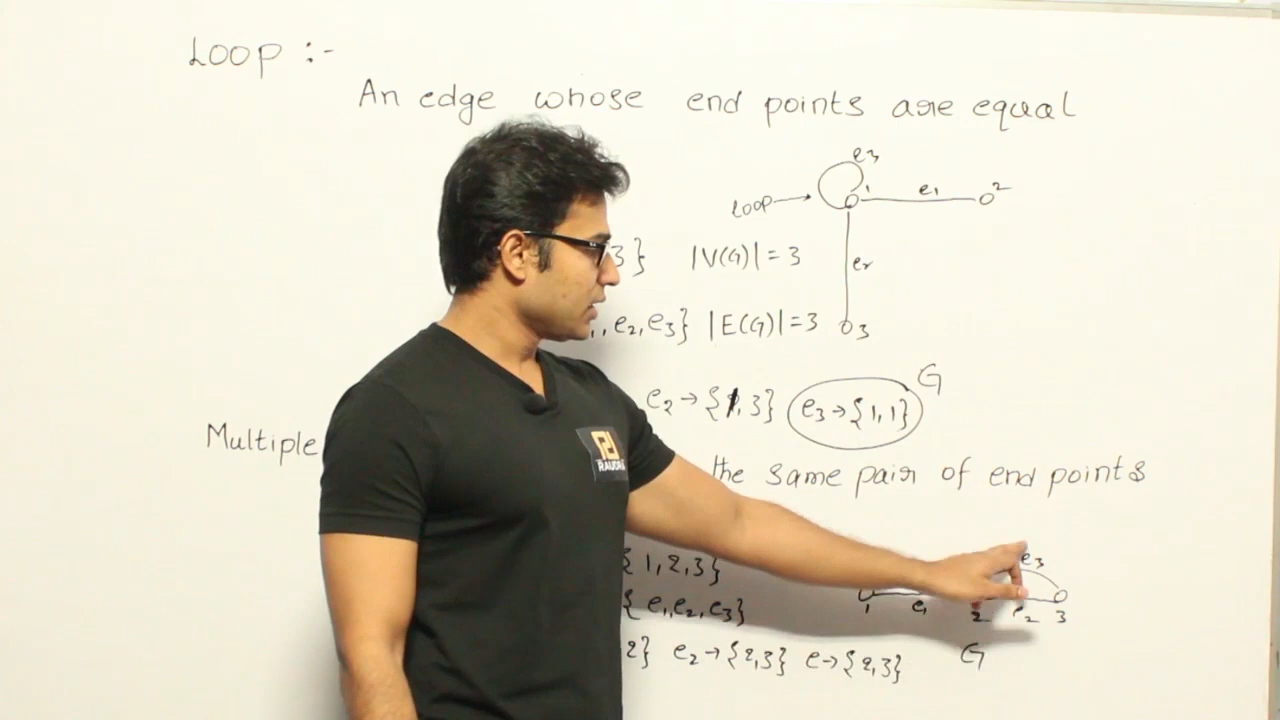 Loop :-
An edge whose end points are equal
e3
Loop → 1 e1 2
3} |V(G)| = 3 e2
, e2, e3} |E(G)| = 3 3
G
e2 → {1, 3} e3 → {1, 1}
Multiple
the same pair of end points
RAUDRA
{ 1, 2, 3} e3
{ e1, e2, e3} 1 e1 2 e2 3
2} e2 → {2, 3} e → {2, 3} G